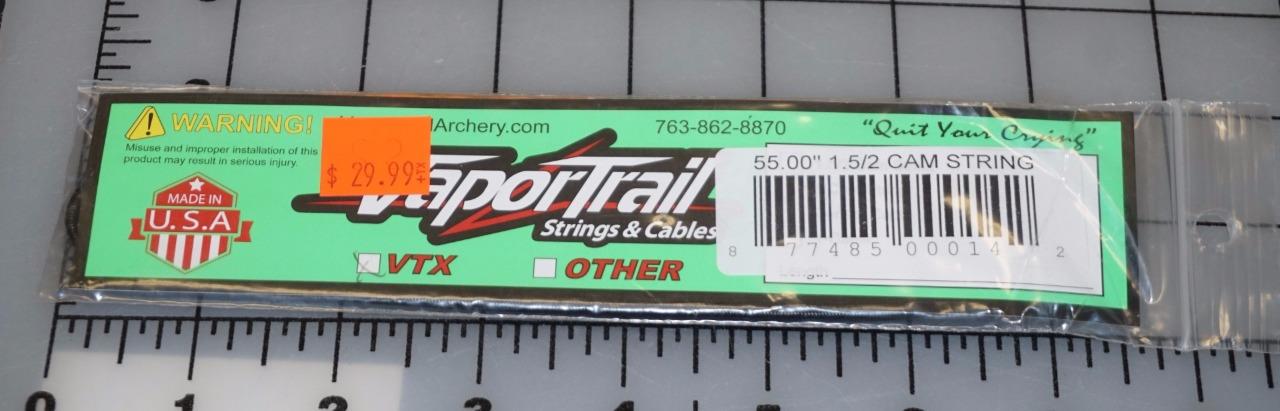 WARNING!
Misuse and improper installation of this
product may result in serious injury.
MADE IN
U.S.A
Archery.com
$ 29.99
763-862-8870
"Quit Your Crying"
VaporTrail
Strings & Cables
VTX
OTHER
55.00" 1.5/2 CAM STRING
8 77485 00014 2
0 1 2 3 4